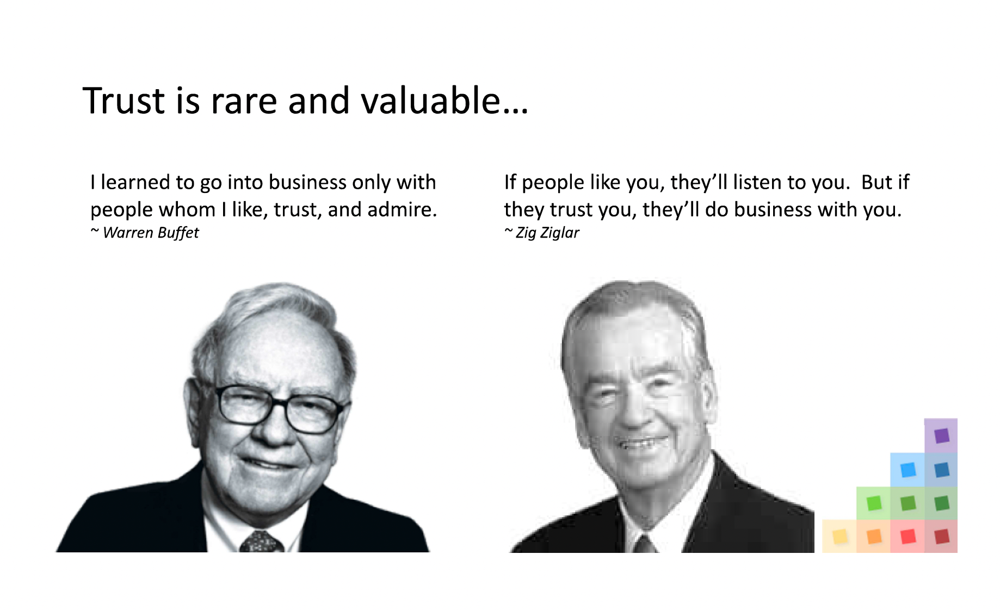 Trust is rare and valuable…
I learned to go into business only with
people whom I like, trust, and admire.
~ Warren Buffet
If people like you, they’ll listen to you.  But if
they trust you, they’ll do business with you.
~ Zig Ziglar